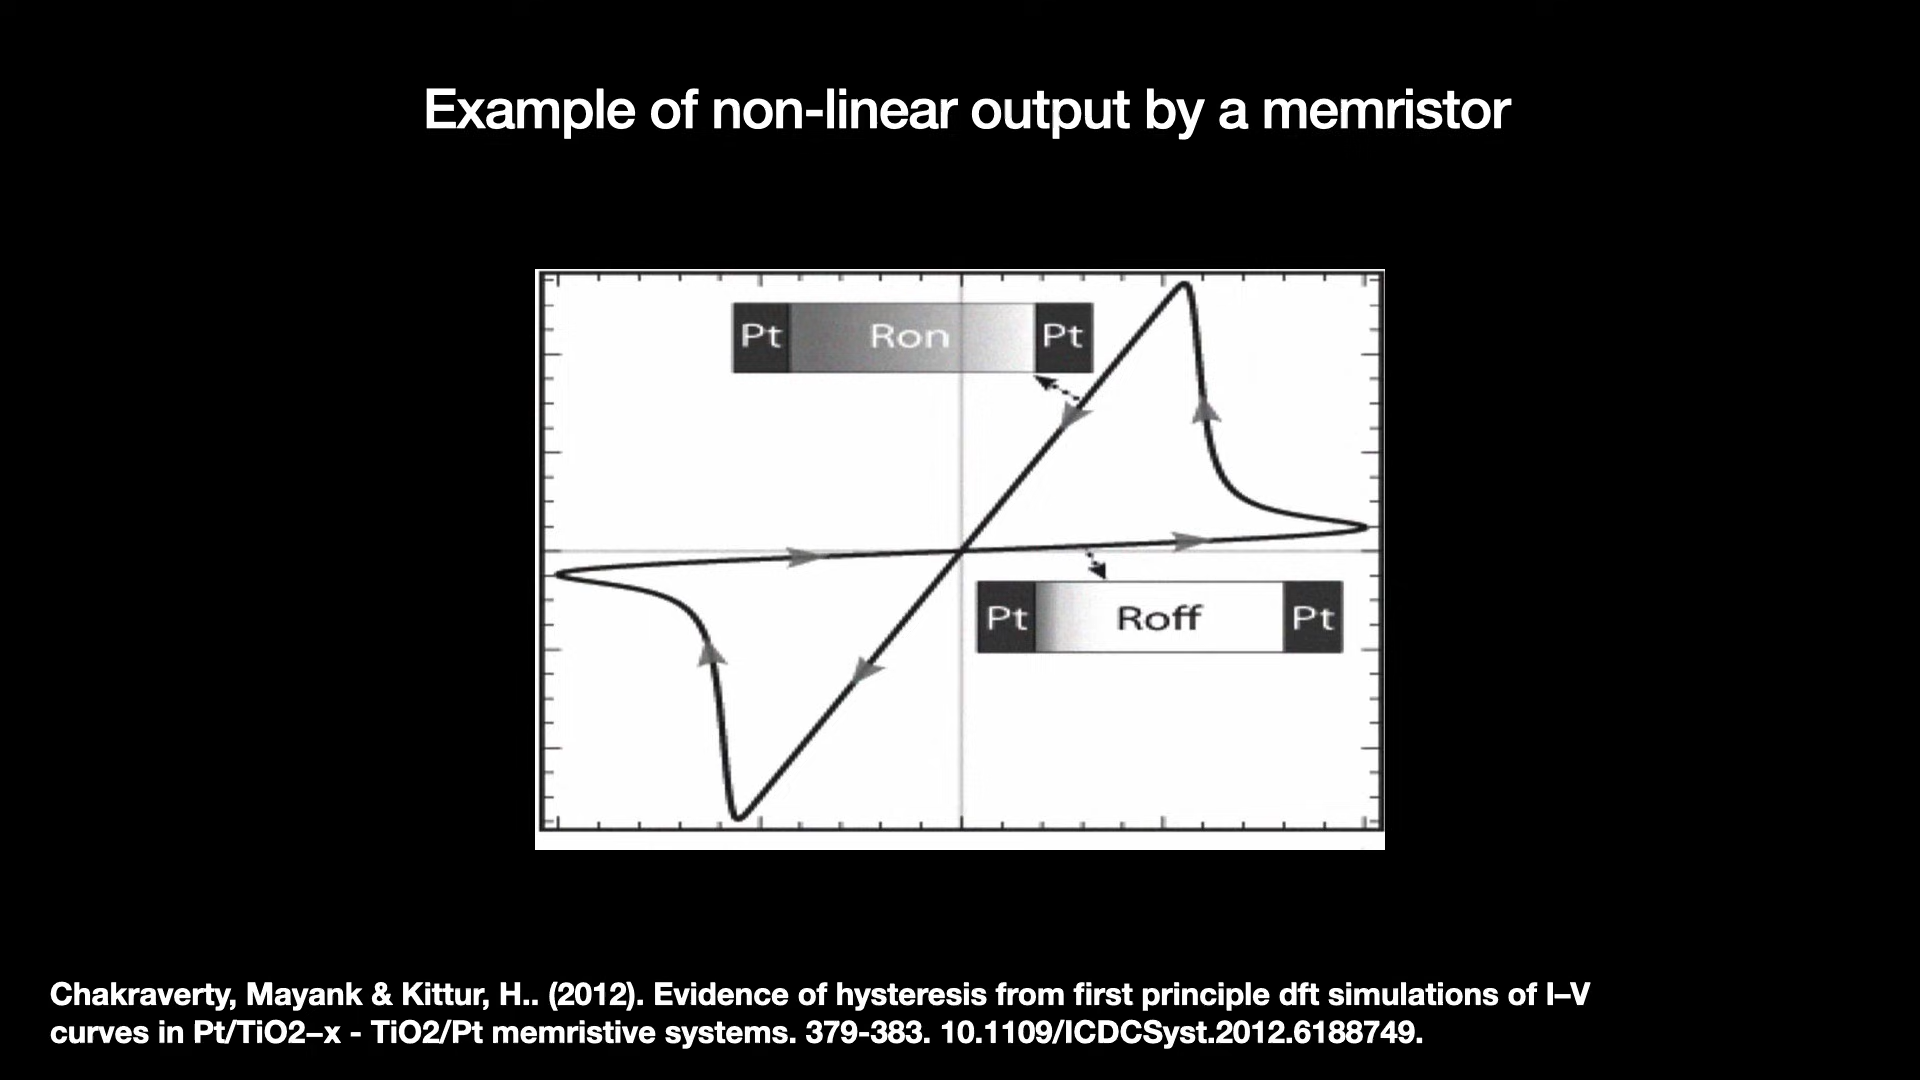 Example of non-linear output by a memristor
Pt Ron Pt
Pt Roff Pt
Chakraverty, Mayank & Kittur, H.. (2012). Evidence of hysteresis from first principle dft simulations of I–V
curves in Pt/TiO2–x - TiO2/Pt memristive systems. 379-383. 10.1109/ICDCSyst.2012.6188749.